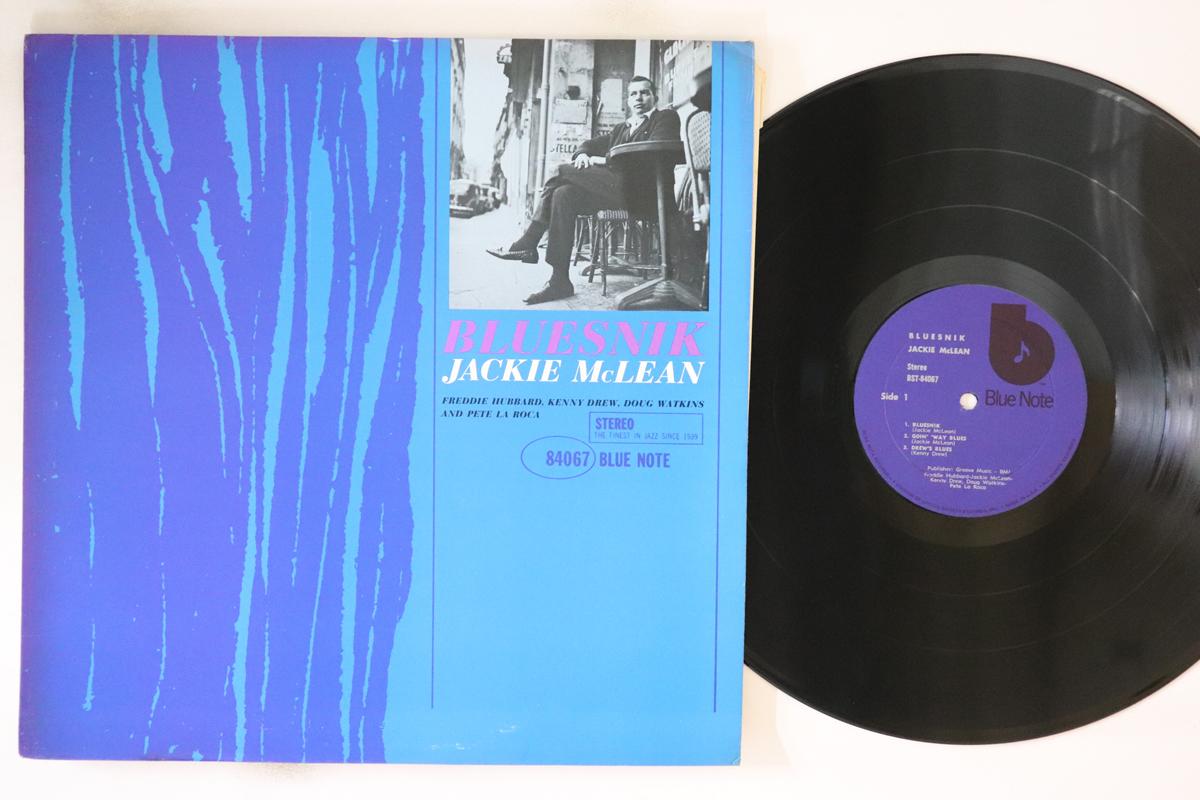 STELLA
BLUESNIK
JACKIE McLEAN
FREDDIE HUBBARD, KENNY DREW, DOUG WATKINS
AND PETE LA ROCA
STEREO
THE FINEST IN JAZZ SINCE 1939
84067 BLUE NOTE
BLUESNIK
JACKIE McLEAN
Stereo
BST-84067
Side 1
b
Blue Note
1. BLUESNIK
(Jackie McLean)
2. GOIN' 'WAY BLUES
(Jackie McLean)
3. DREW'S BLUES
(Kenny Drew)
Publisher: Groove Music - BMI
Freddie Hubbard-Jackie McLean-
Kenny Drew, Doug Watkins-
Pete La Roca